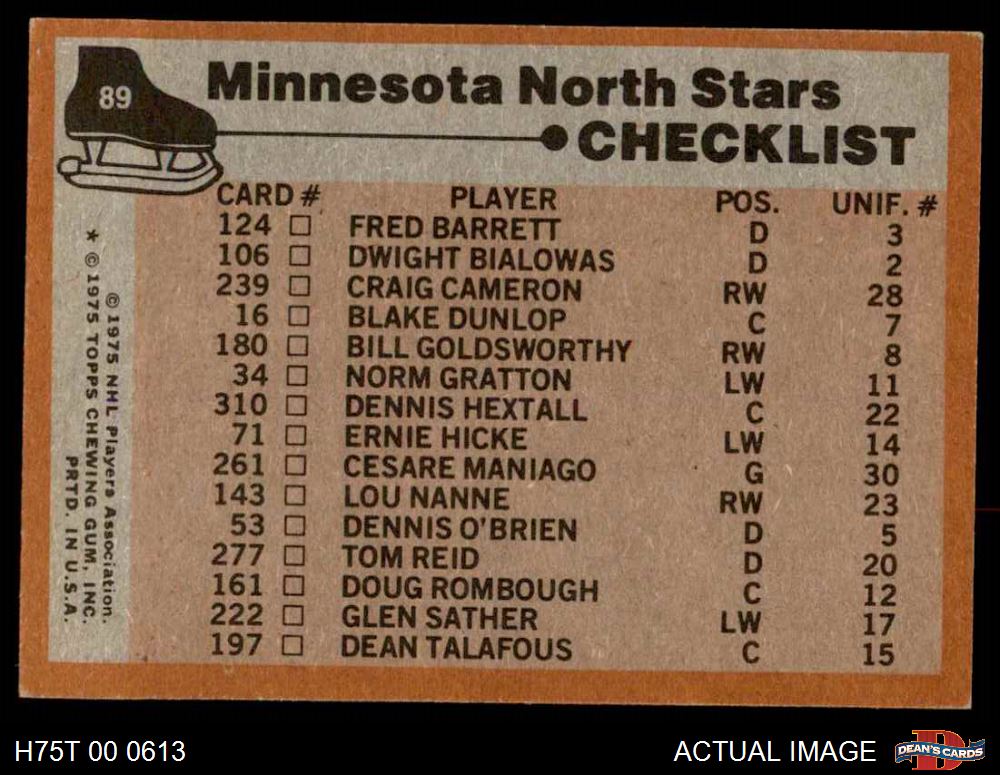 89
Minnesota North Stars
CHECKLIST
CARD # PLAYER POS. UNIF. #
124 □ FRED BARRETT D 3
106 □ DWIGHT BIALOWAS D 2
239 □ CRAIG CAMERON RW 28
16 □ BLAKE DUNLOP C 7
180 □ BILL GOLDSWORTHY RW 8
34 □ NORM GRATTON LW 11
310 □ DENNIS HEXTALL C 22
71 □ ERNIE HICKE LW 14
261 □ CESARE MANIAGO G 30
143 □ LOU NANNE RW 23
53 □ DENNIS O'BRIEN D 5
277 □ TOM REID D 20
161 □ DOUG ROMBOUGH C 12
222 □ GLEN SATHER LW 17
197 □ DEAN TALAFOUS C 15
© 1975 NHL Players Association.
* © 1975 TOPPS CHEWING GUM, INC.
PRTD. IN U.S.A.
H75T 00 0613
ACTUAL IMAGE
D
DEAN'S CARDS